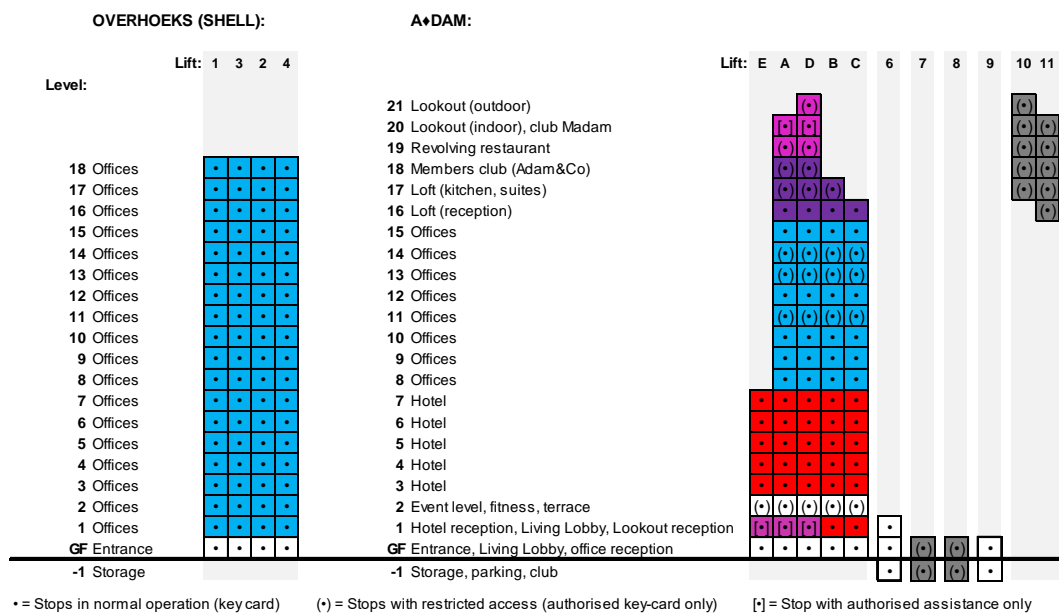 OVERHOEKS (SHELL): A♦DAM:
Lift: 1 3 2 4 Lift: E A D B C 6 7 8 9 10 11
Level:
21 Lookout (outdoor) (•) (•)
20 Lookout (indoor), club Madam [•] [•] (•) (•)
19 Revolving restaurant (•) (•) (•) (•)
18 Offices • • • • 18 Members club (Adam&Co) (•) (•) (•) (•)
17 Offices • • • • 17 Loft (kitchen, suites) (•) (•) (•) (•) (•)
16 Offices • • • • 16 Loft (reception) • • • • (•)
15 Offices • • • • 15 Offices • • • •
14 Offices • • • • 14 Offices (•) (•) (•) (•)
13 Offices • • • • 13 Offices (•) (•) (•) (•)
12 Offices • • • • 12 Offices • • • •
11 Offices • • • • 11 Offices (•) (•) (•) (•)
10 Offices • • • • 10 Offices • • • •
9 Offices • • • • 9 Offices • • • •
8 Offices • • • • 8 Offices • • • •
7 Offices • • • • 7 Hotel • • • • •
6 Offices • • • • 6 Hotel • • • • •
5 Offices • • • • 5 Hotel • • • • •
4 Offices • • • • 4 Hotel • • • • •
3 Offices • • • • 3 Hotel • • • • •
2 Offices • • • • 2 Event level, fitness, terrace (•) (•) (•) (•) (•)
1 Offices • • • • 1 Hotel reception, Living Lobby, Lookout reception [•] [•] [•] • • •
GF Entrance • • • • GF Entrance, Living Lobby, office reception • • • • • • (•) (•) •
-1 Storage -1 Storage, parking, club • (•) (•) •
• = Stops in normal operation (key card) (•) = Stops with restricted access (authorised key-card only) [•] = Stop with authorised assistance only